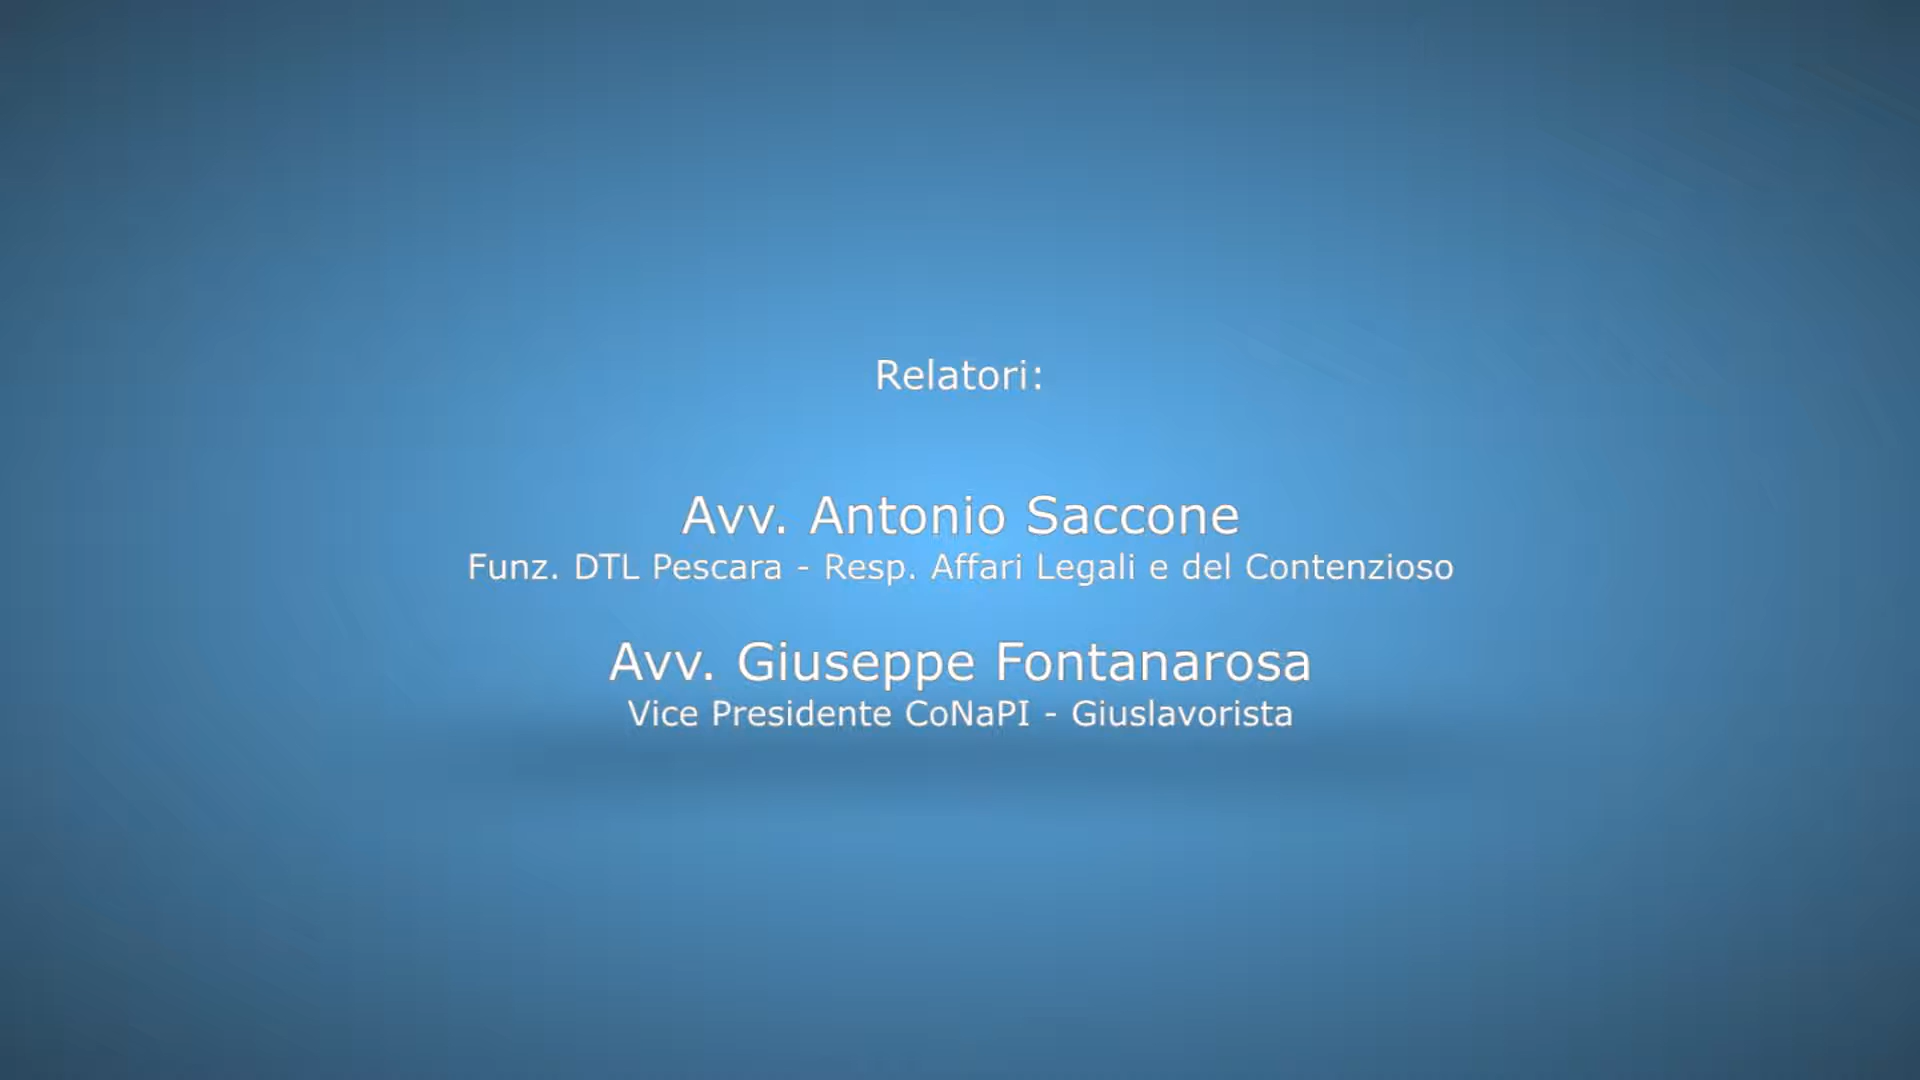 Relatori:
Avv. Antonio Saccone
Funz. DTL Pescara - Resp. Affari Legali e del Contenzioso
Avv. Giuseppe Fontanarosa
Vice Presidente CoNaPI - Giuslavorista